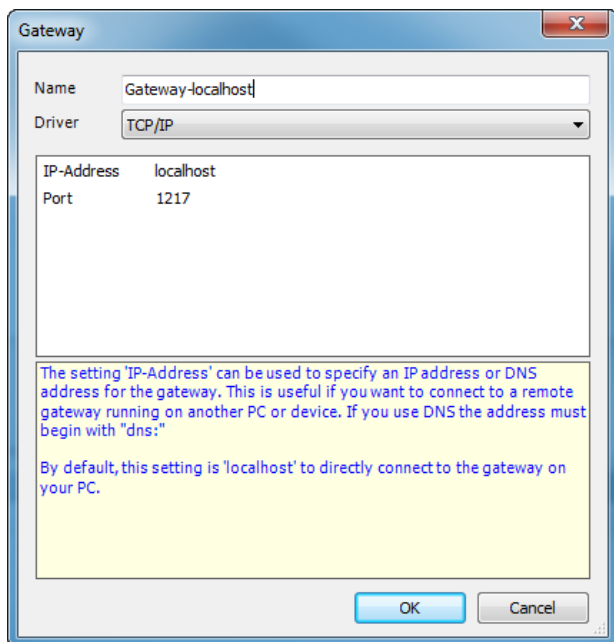 Gateway
Name Gateway-localhost
Driver TCP/IP
IP-Address localhost
Port 1217
The setting 'IP-Address' can be used to specify an IP address or DNS
address for the gateway. This is useful if you want to connect to a remote
gateway running on another PC or device. If you use DNS the address must
begin with "dns:"
By default, this setting is 'localhost' to directly connect to the gateway on
your PC.
OK Cancel